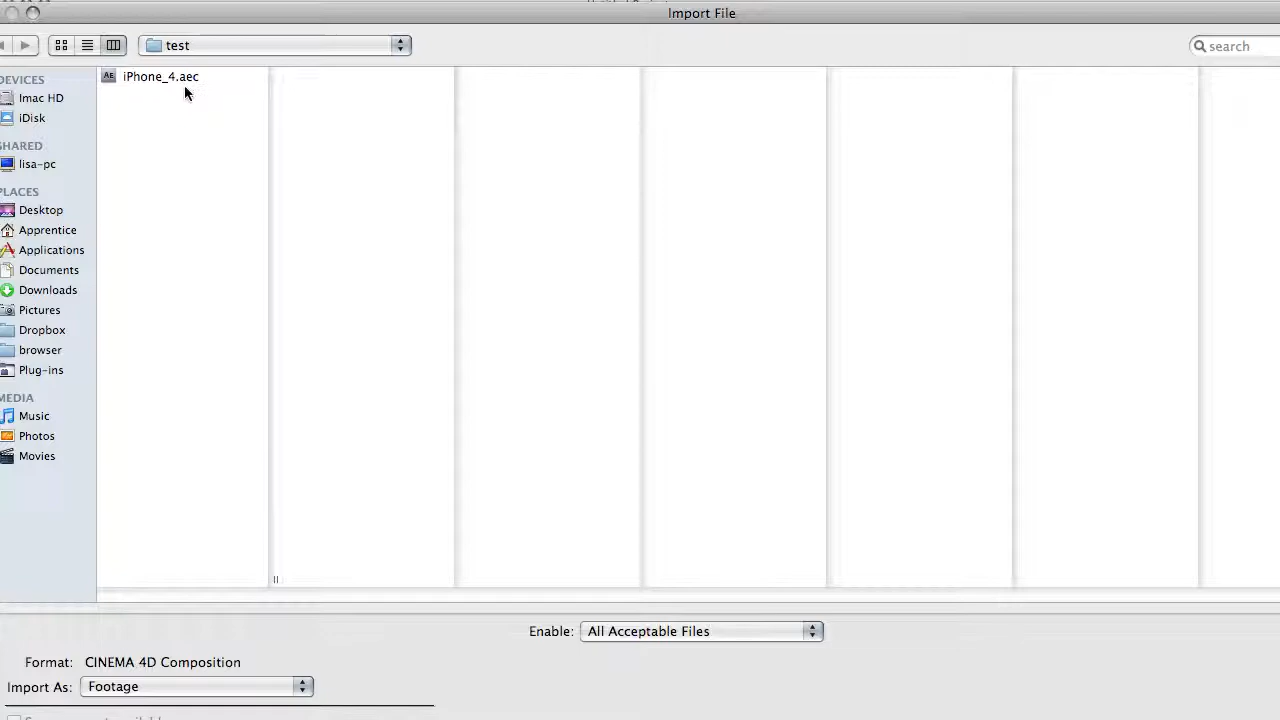 Import File
test
search
DEVICES
Imac HD
iDisk
SHARED
lisa-pc
PLACES
Desktop
Apprentice
Applications
Documents
Downloads
Pictures
Dropbox
browser
Plug-ins
MEDIA
Music
Photos
Movies
AE iPhone_4.aec
Enable: All Acceptable Files
Format: CINEMA 4D Composition
Import As: Footage